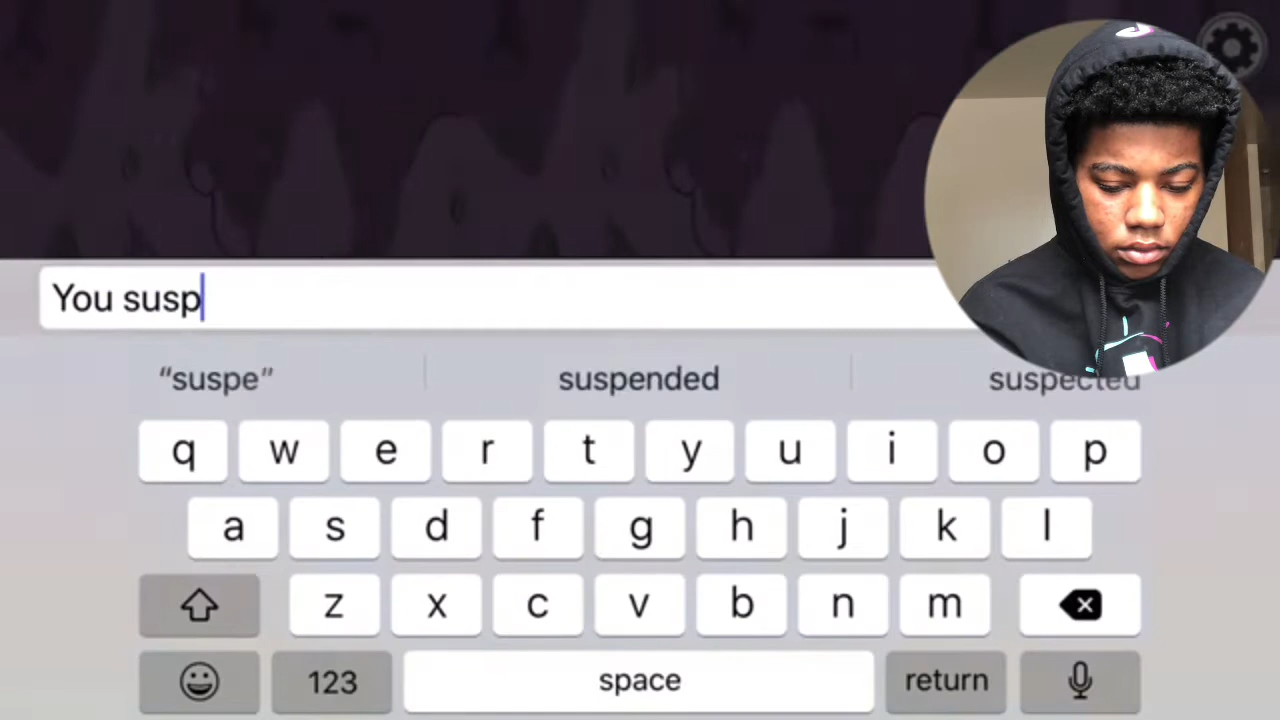 You susp
“suspe” suspended suspected
q w e r t y u i o p
a s d f g h j k l
z x c v b n m
123 space return